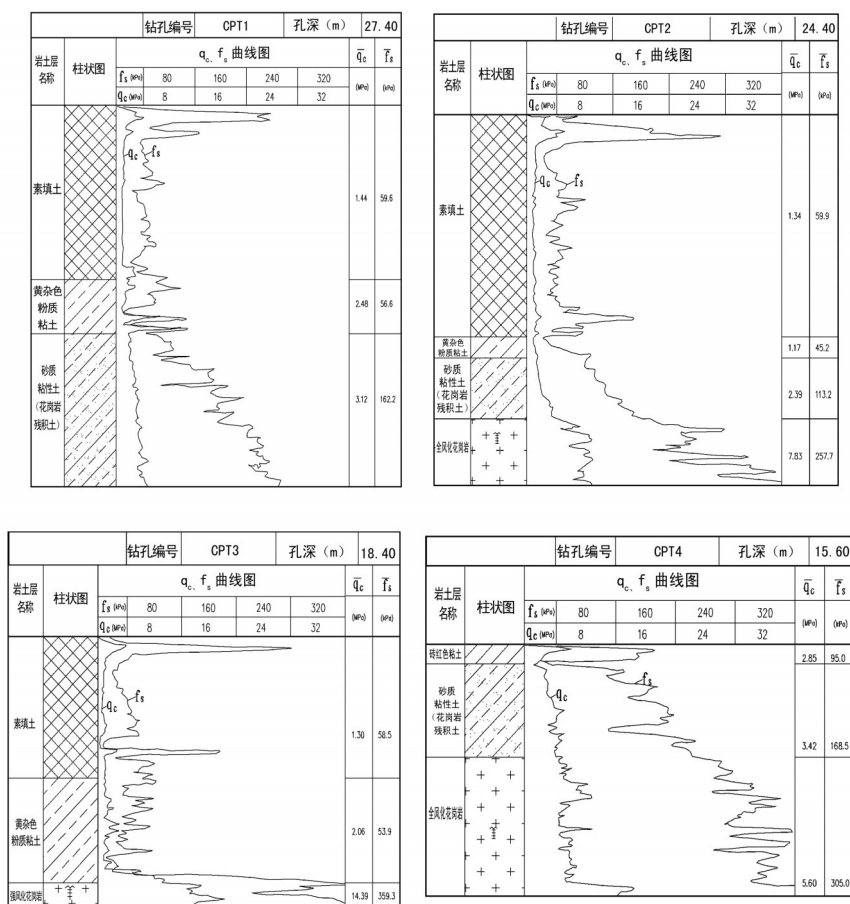 钻孔编号 CPT1 孔深（m） 27.40
岩土层名称 柱状图 qc、fs 曲线图 q̄c f̄s
fs (kPa) 80 160 240 320 (MPa) (kPa)
qc (MPa) 8 16 24 32
qc fs
素填土 1.44 59.6
黄杂色粉质粘土 2.48 56.6
砂质粘性土（花岗岩残积土） 3.12 162.2
钻孔编号 CPT2 孔深（m） 24.40
岩土层名称 柱状图 qc、fs 曲线图 q̄c f̄s
fs (kPa) 80 160 240 320 (MPa) (kPa)
qc (MPa) 8 16 24 32
qc fs
素填土 1.34 59.9
黄杂色粉质粘土 1.17 45.2
砂质粘性土（花岗岩残积土） 2.39 113.2
全风化花岗岩 7.83 257.7
钻孔编号 CPT3 孔深（m） 18.40
岩土层名称 柱状图 qc、fs 曲线图 q̄c f̄s
fs (kPa) 80 160 240 320 (MPa) (kPa)
qc (MPa) 8 16 24 32
qc fs
素填土 1.30 58.5
黄杂色粉质粘土 2.06 53.9
强风化花岗岩 14.39 359.3
钻孔编号 CPT4 孔深（m） 15.60
岩土层名称 柱状图 qc、fs 曲线图 q̄c f̄s
fs (kPa) 80 160 240 320 (MPa) (kPa)
qc (MPa) 8 16 24 32
qc fs
砖红色粘土 2.85 95.0
砂质粘性土（花岗岩残积土） 3.42 168.5
全风化花岗岩 5.60 305.0